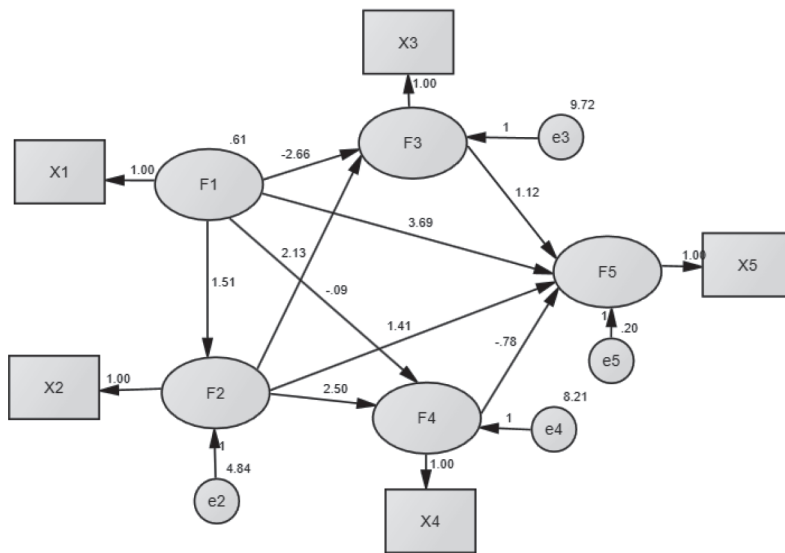 X3
1.00
9.72
e3
1
F3
.61
X1
1.00
F1
-2.66
1.12
3.69
2.13
1.00
X5
F5
1.51
-.09
1.41
-.78
1
.20
e5
X2
1.00
F2
2.50
F4
8.21
1
e4
1
4.84
e2
1.00
X4